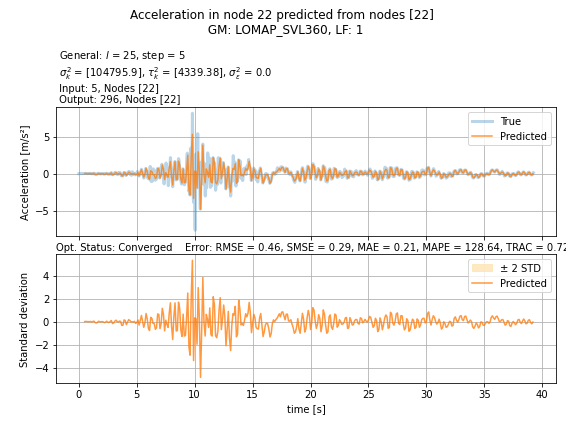 Acceleration in node 22 predicted from nodes [22]
GM: LOMAP_SVL360, LF: 1
General: l = 25, step = 5
σ²ₖ = [104795.9], τ²ₖ = [4339.38], σ²ε = 0.0
Input: 5, Nodes [22]
Output: 296, Nodes [22]
True
Predicted
Acceleration [m/s²]
5
0
−5
Opt. Status: Converged    Error: RMSE = 0.46, SMSE = 0.29, MAE = 0.21, MAPE = 128.64, TRAC = 0.72
± 2 STD
Predicted
Standard deviation
4
2
0
−2
−4
0 5 10 15 20 25 30 35 40
time [s]